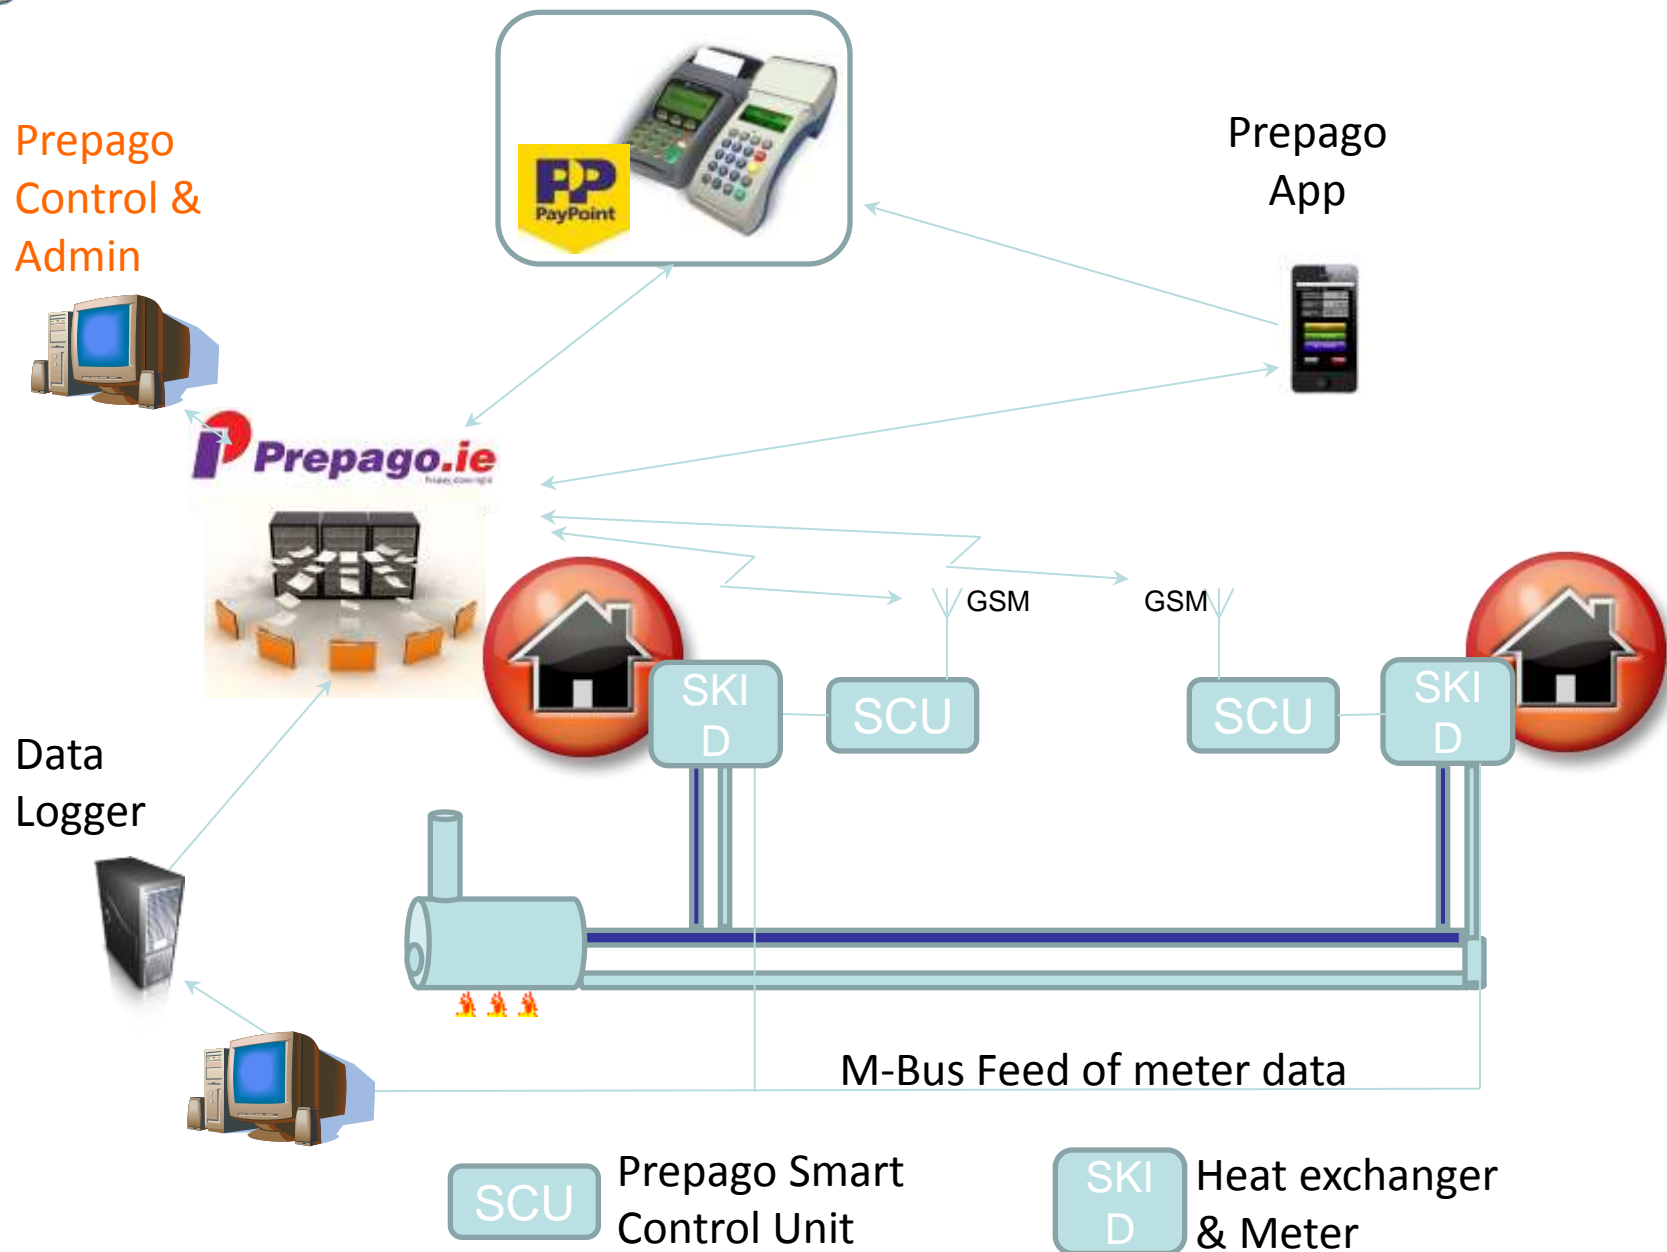 Prepago
Control &
Admin
PP
PayPoint
Prepago
App
Prepago.ie
GSM
GSM
SKI
D
SCU
SCU
SKI
D
Data
Logger
M-Bus Feed of meter data
SCU
Prepago Smart
Control Unit
SKI
D
Heat exchanger
& Meter